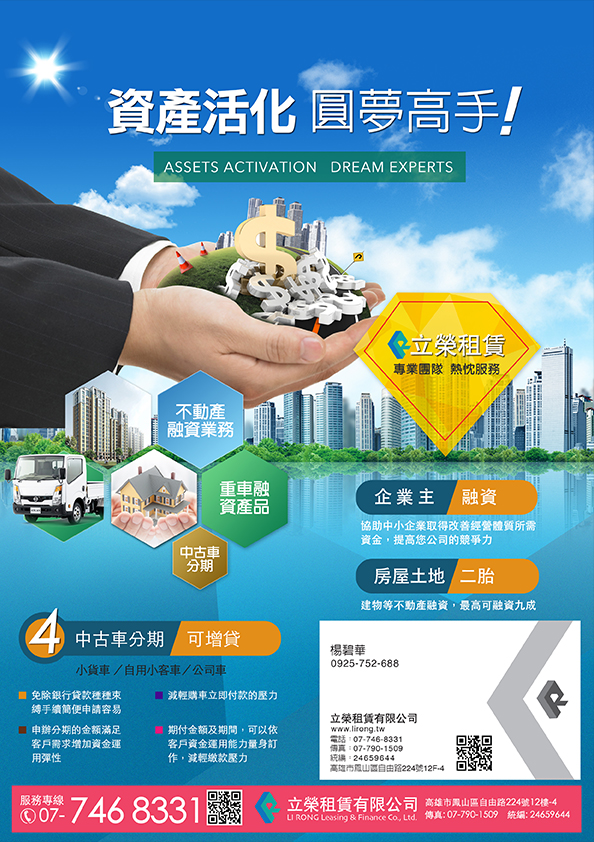 資產活化 圓夢高手!
ASSETS ACTIVATION DREAM EXPERTS
立榮租賃
專業團隊 熱忱服務
不動產
融資業務
重車融
資產品
中古車
分期
企業主 融資
協助中小企業取得改善經營體質所需
資金，提高您公司的競爭力
房屋土地 二胎
建物等不動產融資，最高可融資九成
4 中古車分期 可增貸
小貨車／自用小客車／公司車
免除銀行貸款種種束
縛手續簡便申請容易
減輕購車立即付款的壓力
申辦分期的金額滿足
客戶需求增加資金運
用彈性
期付金額及期間，可以依
客戶資金運用能力量身訂
作，減輕繳款壓力
楊碧華
0925-752-688
立榮租賃有限公司
www.lirong.tw
電話：07-746-8331
傳真：07-790-1509
統編：24659644
高雄市鳳山區自由路224號12F-4
服務專線
07-746 8331
立榮租賃有限公司
LI RONG Leasing & Finance Co., Ltd.
高雄市鳳山區自由路224號12樓-4
傳真: 07-790-1509 統編: 24659644